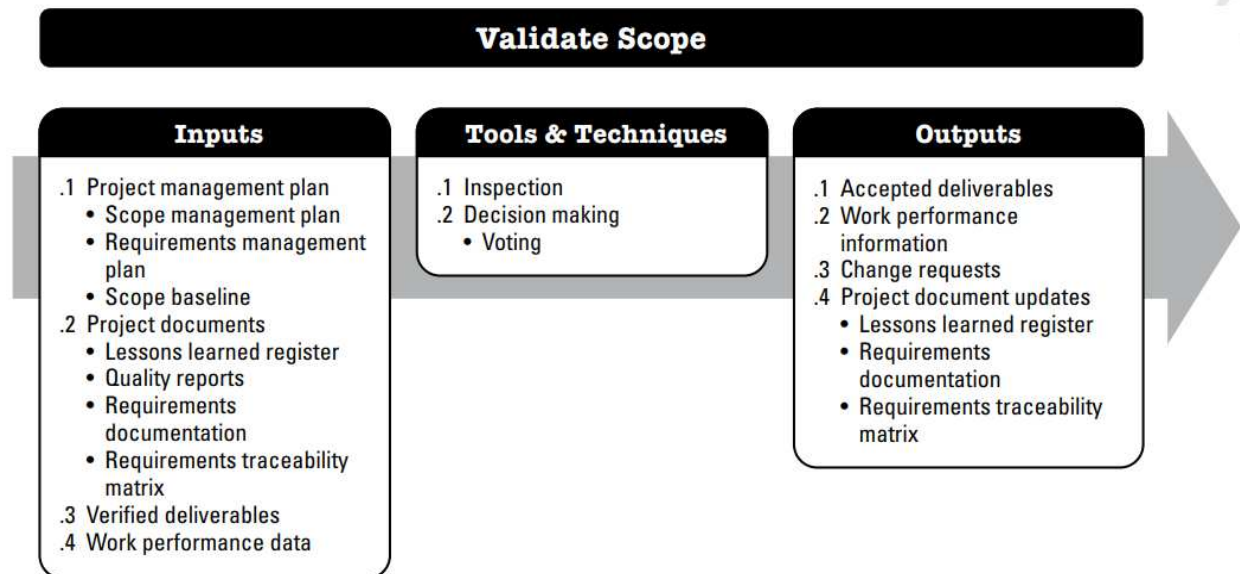 Validate Scope
Inputs
.1 Project management plan
• Scope management plan
• Requirements management
plan
• Scope baseline
.2 Project documents
• Lessons learned register
• Quality reports
• Requirements
documentation
• Requirements traceability
matrix
.3 Verified deliverables
.4 Work performance data
Tools & Techniques
.1 Inspection
.2 Decision making
• Voting
Outputs
.1 Accepted deliverables
.2 Work performance
information
.3 Change requests
.4 Project document updates
• Lessons learned register
• Requirements
documentation
• Requirements traceability
matrix